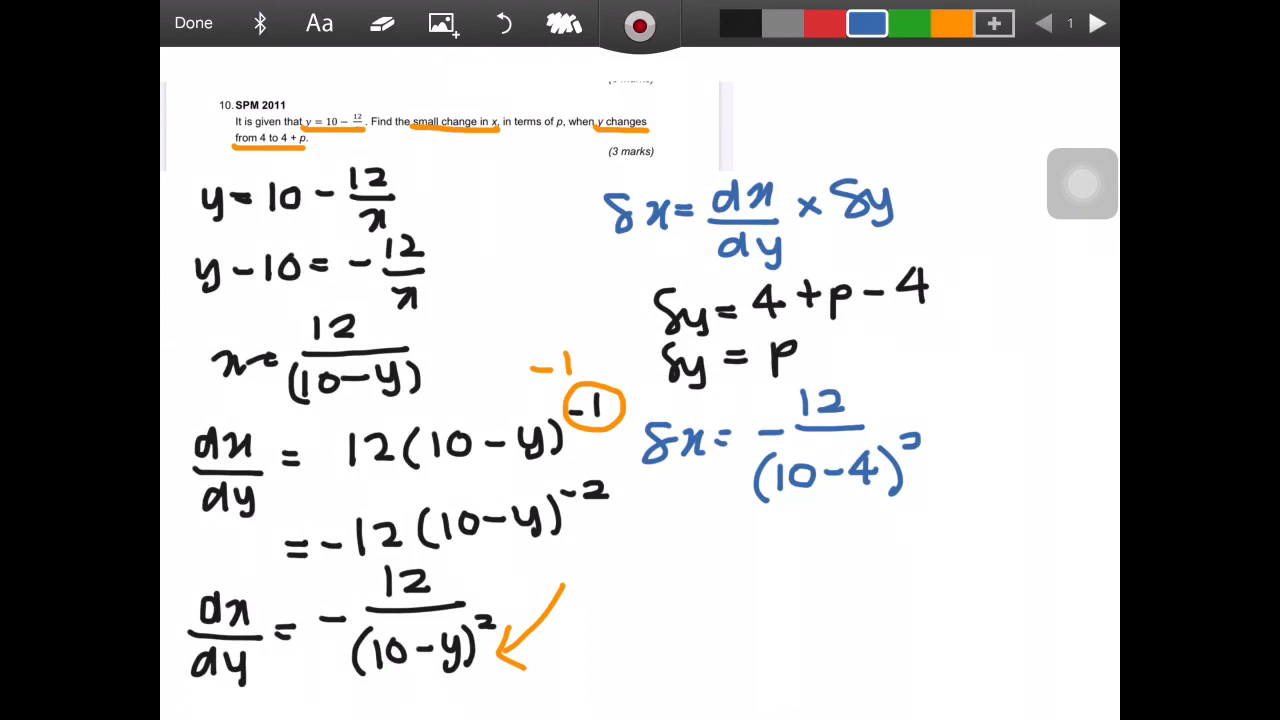 Done Aa 1
10. SPM 2011
It is given that y = 10 − 12/ . Find the small change in x, in terms of p, when y changes
from 4 to 4 + p.
(3 marks)
y = 10 - 12/x
y - 10 = - 12/x
x = 12/(10-y)
-1
dx/dy = 12(10-y)^-1
= -12(10-y)^-2
dx/dy = - 12/(10-y)^2
δx = dx/dy × δy
δy = 4 + p - 4
δy = p
δx = - 12/(10-4)^2